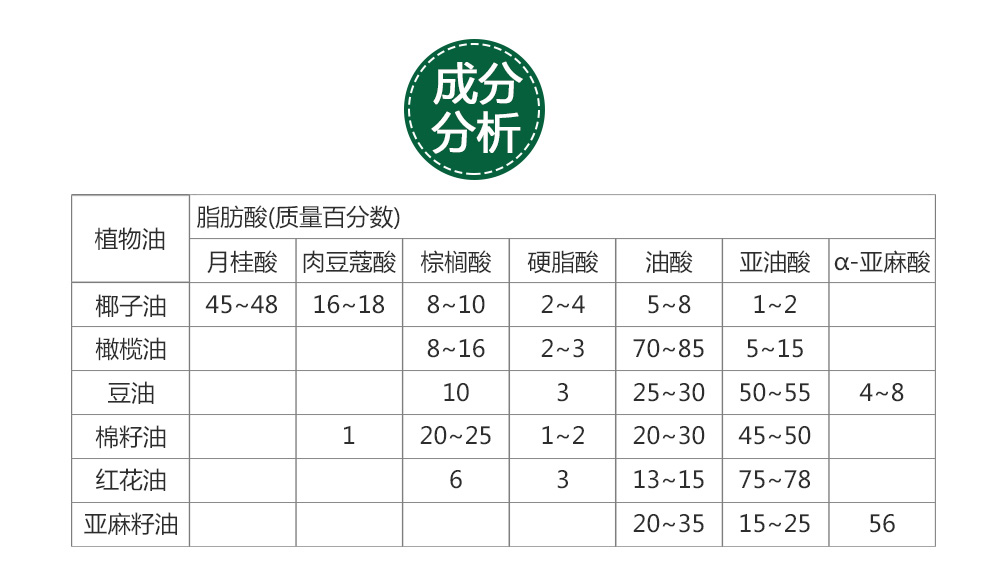 成分
分析
植物油 脂肪酸(质量百分数)
月桂酸 肉豆蔻酸 棕榈酸 硬脂酸 油酸 亚油酸 α-亚麻酸
椰子油 45~48 16~18 8~10 2~4 5~8 1~2
橄榄油 8~16 2~3 70~85 5~15
豆油 10 3 25~30 50~55 4~8
棉籽油 1 20~25 1~2 20~30 45~50
红花油 6 3 13~15 75~78
亚麻籽油 20~35 15~25 56